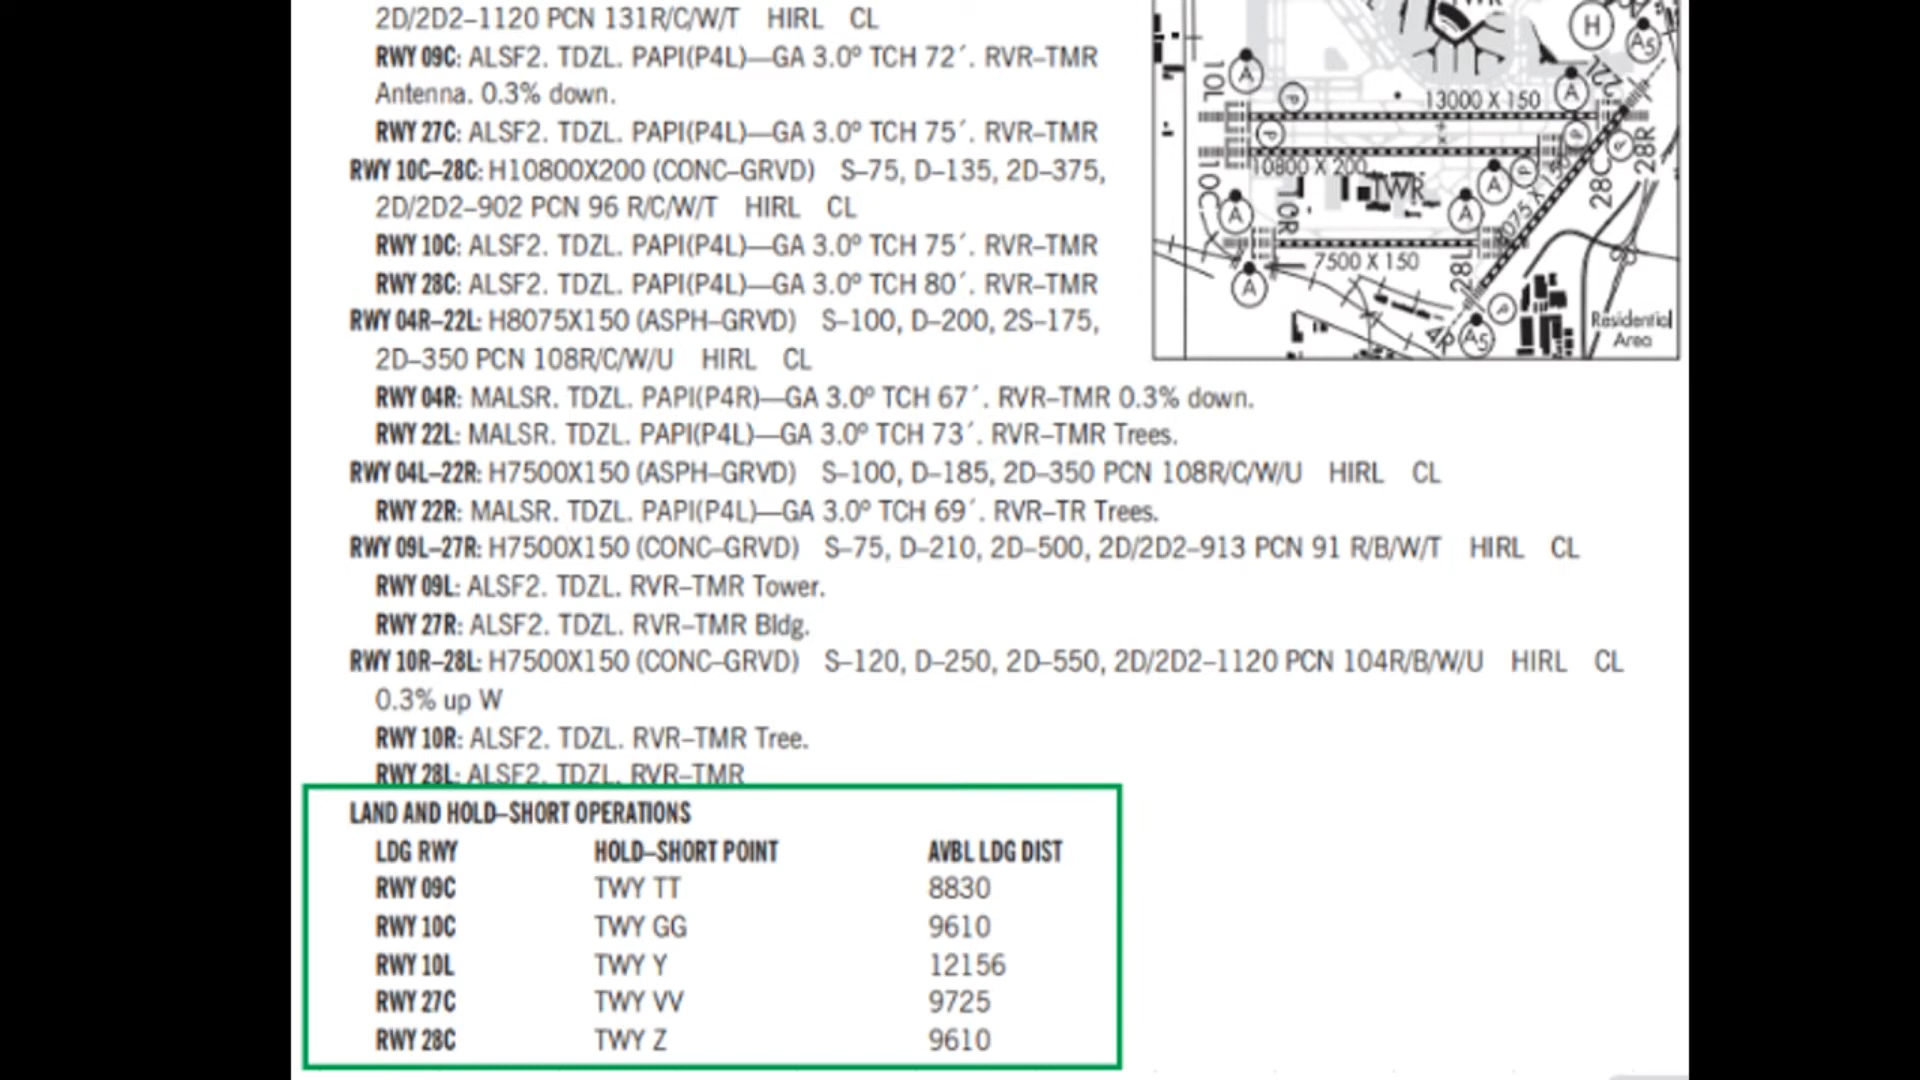 2D/2D2–1120 PCN 131R/C/W/T HIRL CL
RWY 09C: ALSF2. TDZL. PAPI(P4L)—GA 3.0º TCH 72´. RVR–TMR
Antenna. 0.3% down.
RWY 27C: ALSF2. TDZL. PAPI(P4L)—GA 3.0º TCH 75´. RVR–TMR
RWY 10C–28C: H10800X200 (CONC–GRVD) S–75, D–135, 2D–375,
2D/2D2–902 PCN 96 R/C/W/T HIRL CL
RWY 10C: ALSF2. TDZL. PAPI(P4L)—GA 3.0º TCH 75´. RVR–TMR
RWY 28C: ALSF2. TDZL. PAPI(P4L)—GA 3.0º TCH 80´. RVR–TMR
RWY 04R–22L: H8075X150 (ASPH–GRVD) S–100, D–200, 2S–175,
2D–350 PCN 108R/C/W/U HIRL CL
RWY 04R: MALSR. TDZL. PAPI(P4R)—GA 3.0º TCH 67´. RVR–TMR 0.3% down.
RWY 22L: MALSR. TDZL. PAPI(P4L)—GA 3.0º TCH 73´. RVR–TMR Trees.
RWY 04L–22R: H7500X150 (ASPH–GRVD) S–100, D–185, 2D–350 PCN 108R/C/W/U HIRL CL
RWY 22R: MALSR. TDZL. PAPI(P4L)—GA 3.0º TCH 69´. RVR–TR Trees.
RWY 09L–27R: H7500X150 (CONC–GRVD) S–75, D–210, 2D–500, 2D/2D2–913 PCN 91 R/B/W/T HIRL CL
RWY 09L: ALSF2. TDZL. RVR–TMR Tower.
RWY 27R: ALSF2. TDZL. RVR–TMR Bldg.
RWY 10R–28L: H7500X150 (CONC–GRVD) S–120, D–250, 2D–550, 2D/2D2–1120 PCN 104R/B/W/U HIRL CL
0.3% up W
RWY 10R: ALSF2. TDZL. RVR–TMR Tree.
RWY 28L: ALSF2. TDZL. RVR–TMR
LAND AND HOLD–SHORT OPERATIONS
LDG RWY HOLD–SHORT POINT AVBL LDG DIST
RWY 09C TWY TT 8830
RWY 10C TWY GG 9610
RWY 10L TWY Y 12156
RWY 27C TWY VV 9725
RWY 28C TWY Z 9610
H
A5
10L
A
P
13000 X 150
A
22L
P
P
P
28R
10C
10800 X 200
TWR
A
P
28C
A
10R
A
7500 X 150
28L
A
P
4R
A5
Residential
Area